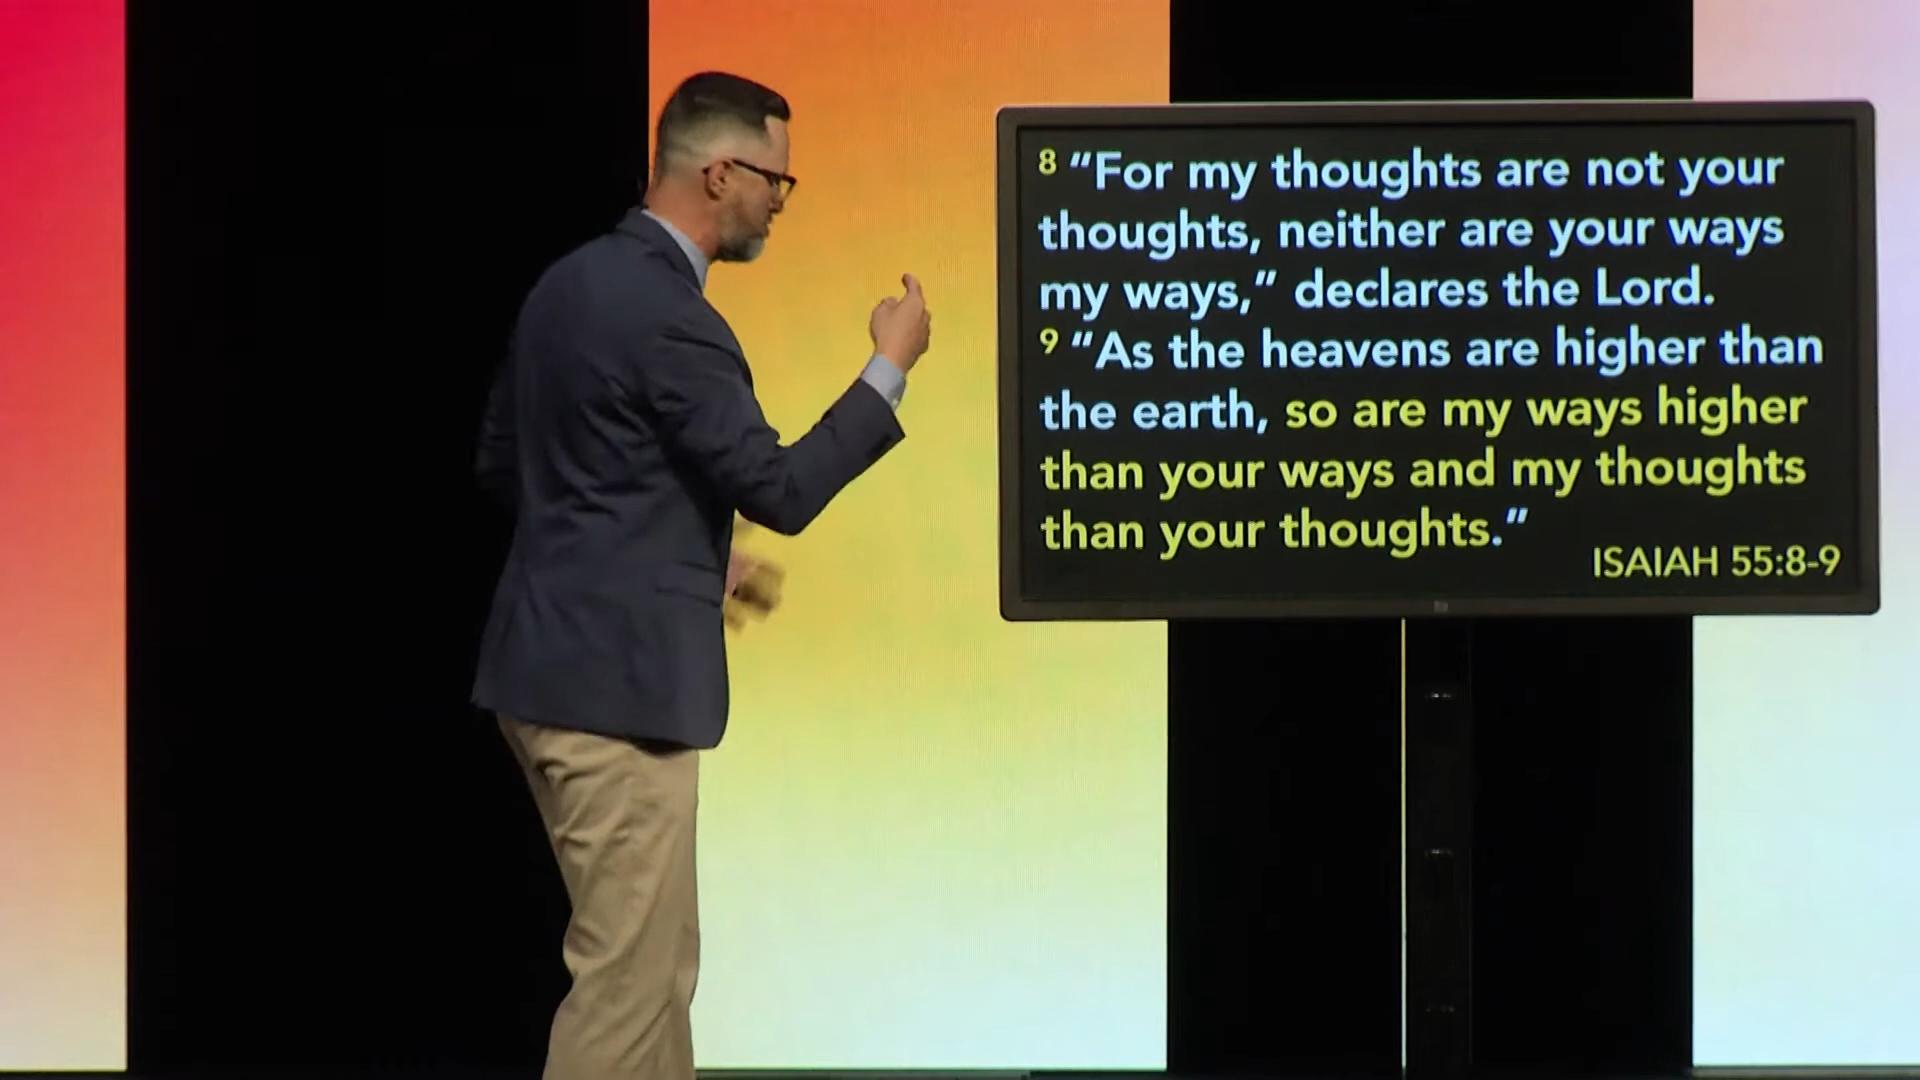 8 “For my thoughts are not your
thoughts, neither are your ways
my ways,” declares the Lord.
9 “As the heavens are higher than
the earth, so are my ways higher
than your ways and my thoughts
than your thoughts.”
ISAIAH 55:8-9